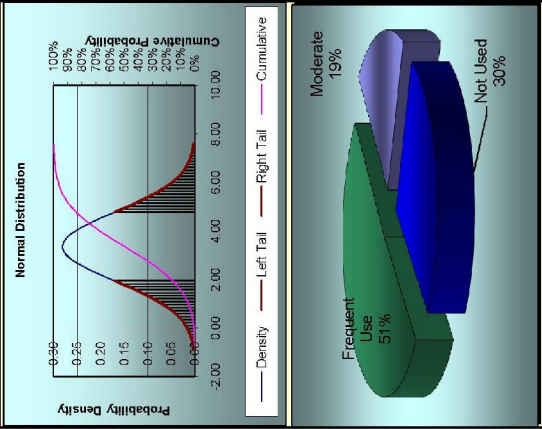 Normal Distribution
Probability Density
0.30
0.25
0.20
0.15
0.10
0.05
0.00
-2.00
0.00
2.00
4.00
6.00
8.00
10.00
100%
90%
80%
70%
60%
50%
40%
30%
20%
10%
0%
Cumulative Probability
Density
Left Tail
Right Tail
Cumulative
Frequent
Use
51%
Moderate
19%
Not Used
30%